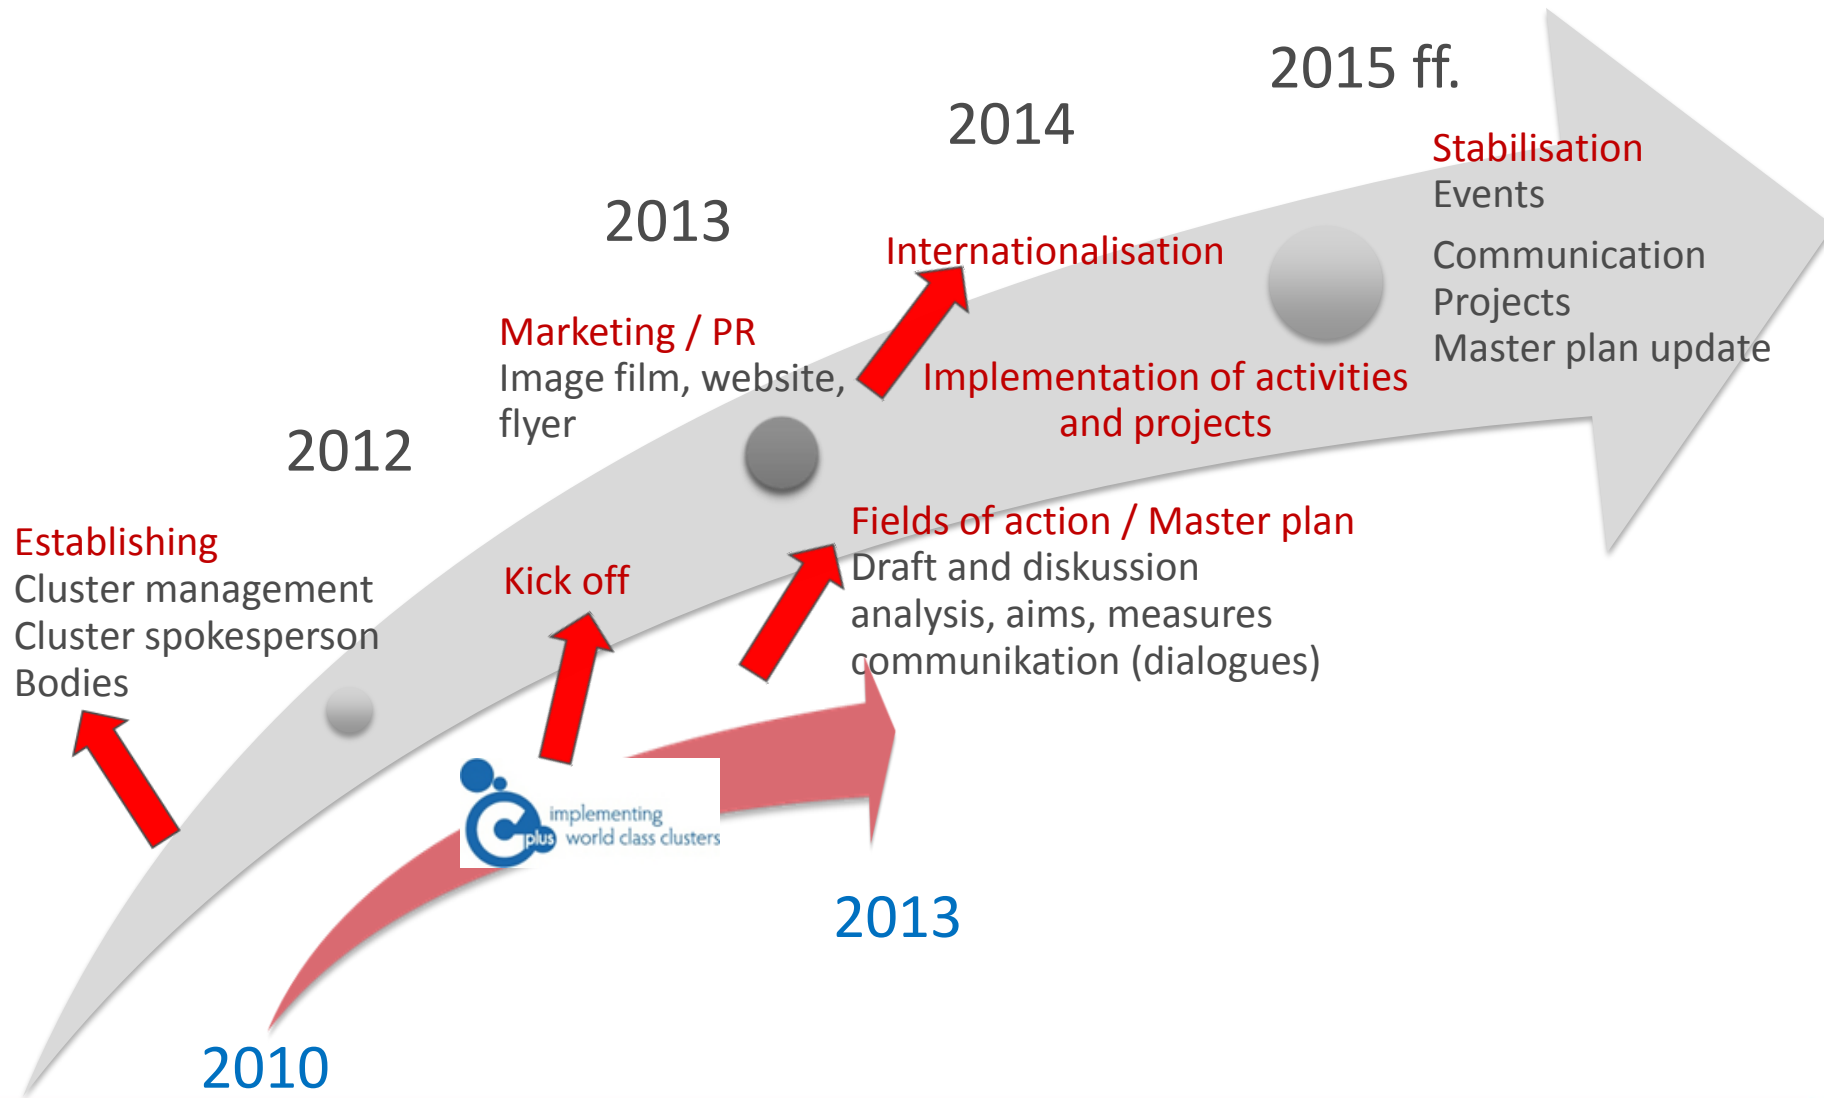 2015 ff.
2014
2013
2012
Stabilisation
Events
Communication
Projects
Master plan update
Internationalisation
Implementation of activities
and projects
Marketing / PR
Image film, website,
flyer
Fields of action / Master plan
Draft and diskussion
analysis, aims, measures
communikation (dialogues)
Kick off
Establishing
Cluster management
Cluster spokesperson
Bodies
C plus
implementing
world class clusters
2013
2010